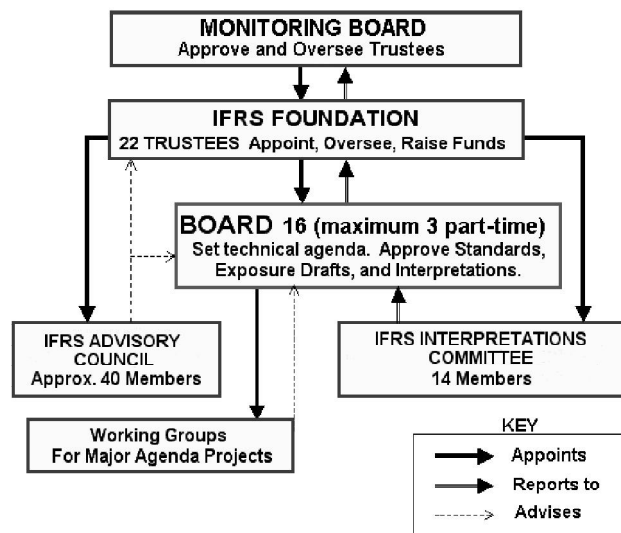 MONITORING BOARD
Approve and Oversee Trustees
IFRS FOUNDATION
22 TRUSTEES Appoint, Oversee, Raise Funds
BOARD 16 (maximum 3 part-time)
Set technical agenda. Approve Standards,
Exposure Drafts, and Interpretations.
IFRS ADVISORY
COUNCIL
Approx. 40 Members
IFRS INTERPRETATIONS
COMMITTEE
14 Members
Working Groups
For Major Agenda Projects
KEY
Appoints
Reports to
Advises